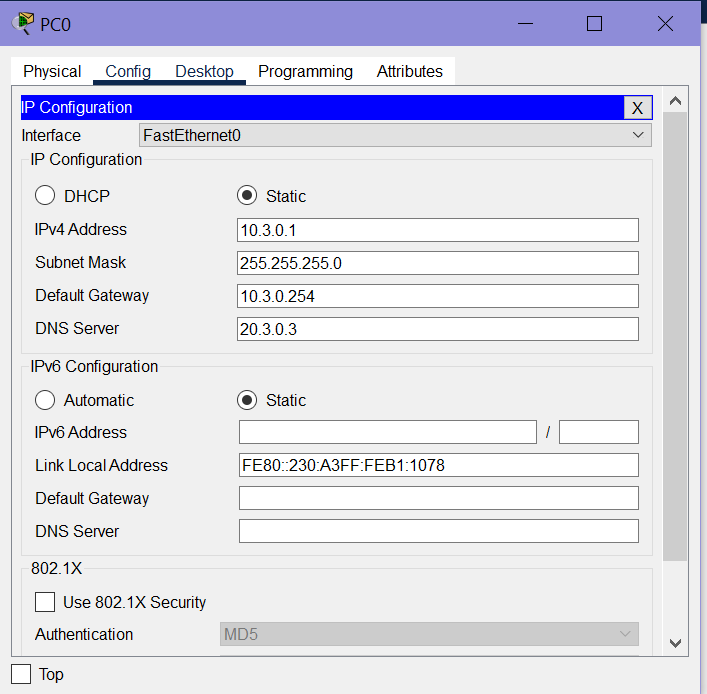 PC0
Physical Config Desktop Programming Attributes
IP Configuration X
Interface FastEthernet0
IP Configuration
DHCP Static
IPv4 Address 10.3.0.1
Subnet Mask 255.255.255.0
Default Gateway 10.3.0.254
DNS Server 20.3.0.3
IPv6 Configuration
Automatic Static
IPv6 Address /
Link Local Address FE80::230:A3FF:FEB1:1078
Default Gateway
DNS Server
802.1X
Use 802.1X Security
Authentication MD5
Top